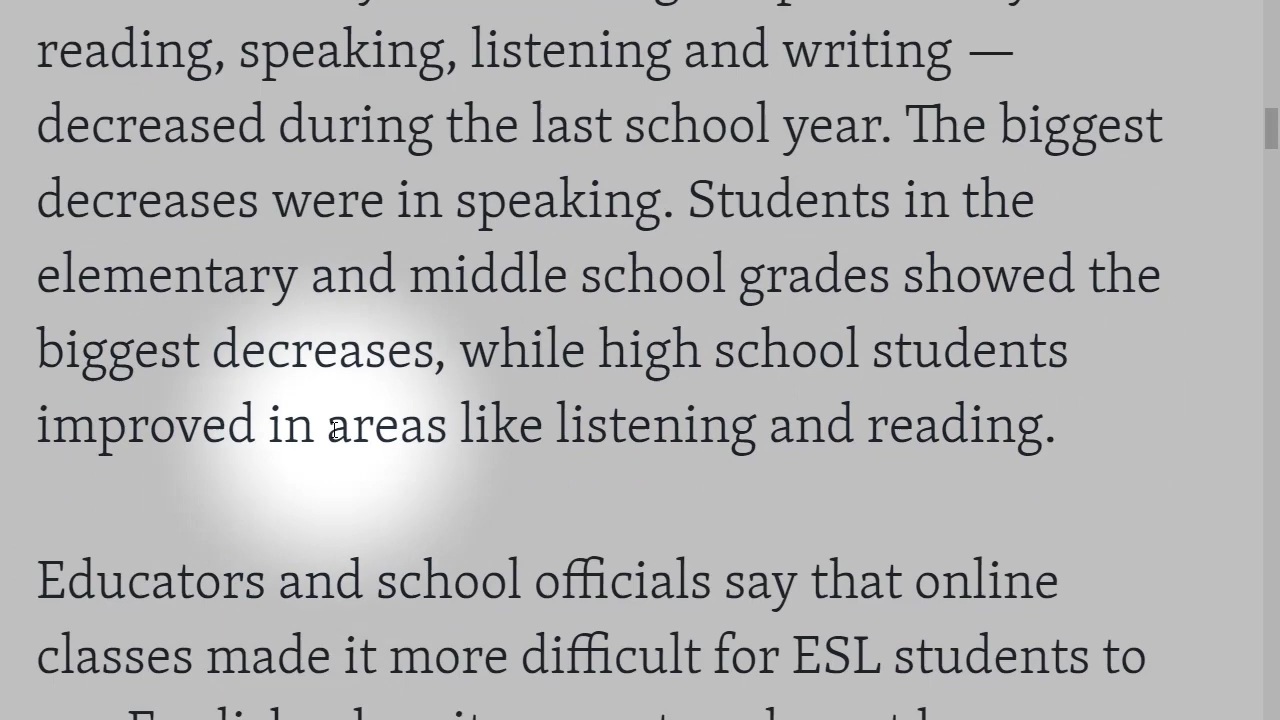 reading, speaking, listening and writing —
decreased during the last school year. The biggest
decreases were in speaking. Students in the
elementary and middle school grades showed the
biggest decreases, while high school students
improved in areas like listening and reading.
Educators and school officials say that online
classes made it more difficult for ESL students to